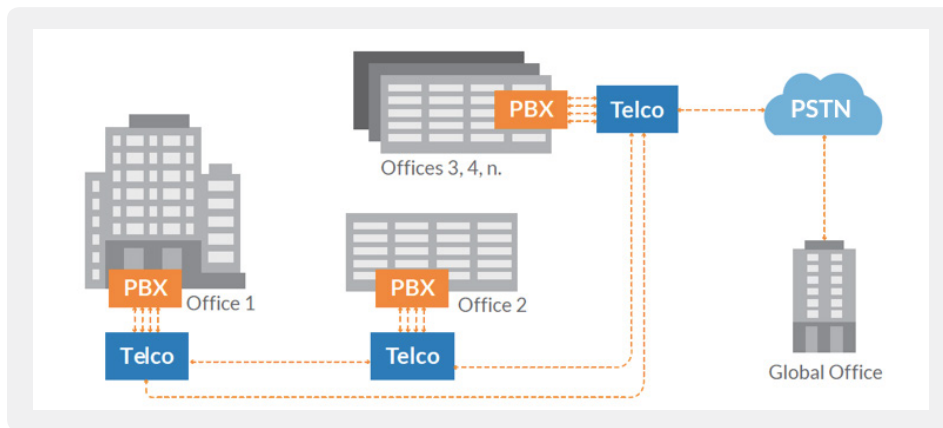 PBX
Telco
PSTN
Offices 3, 4, n.
PBX
Office 1
PBX
Office 2
Telco
Telco
Global Office